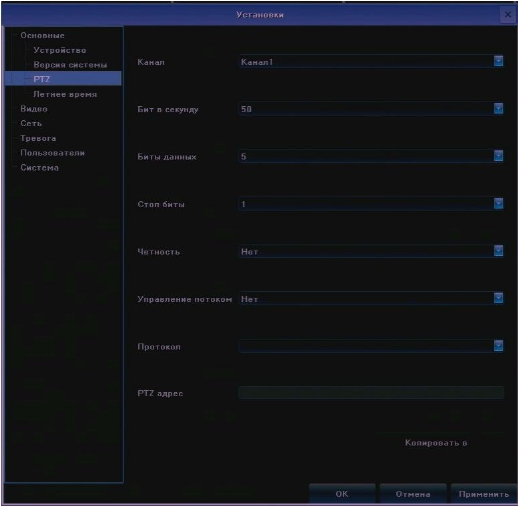 Установки
Основные
Устройство
Версия системы
PTZ
Летнее время
Видео
Сеть
Тревога
Пользователи
Система
Канал Канал1
Бит в секунду 50
Биты данных 5
Стоп биты 1
Четность Нет
Управление потоком Нет
Протокол
PTZ адрес
Копировать в
OK Отмена Применить